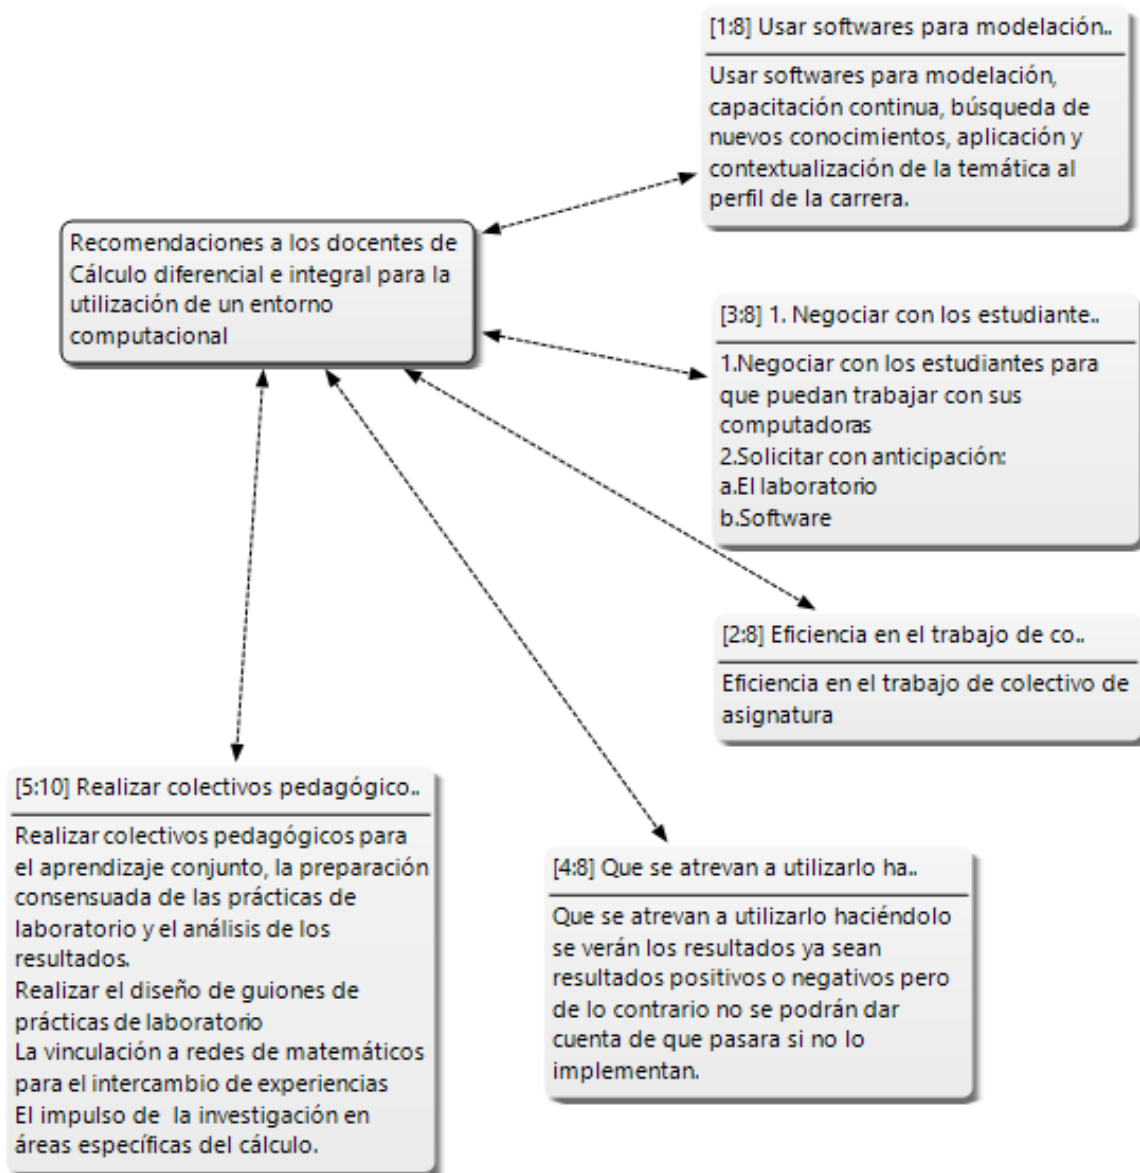 [1:8] Usar softwares para modelación..
Usar softwares para modelación,
capacitación continua, búsqueda de
nuevos conocimientos, aplicación y
contextualización de la temática al
perfil de la carrera.
Recomendaciones a los docentes de
Cálculo diferencial e integral para la
utilización de un entorno
computacional
[3:8] 1. Negociar con los estudiante..
1.Negociar con los estudiantes para
que puedan trabajar con sus
computadoras
2.Solicitar con anticipación:
a.El laboratorio
b.Software
[2:8] Eficiencia en el trabajo de co..
Eficiencia en el trabajo de colectivo de
asignatura
[5:10] Realizar colectivos pedagógico..
Realizar colectivos pedagógicos para
el aprendizaje conjunto, la preparación
consensuada de las prácticas de
laboratorio y el análisis de los
resultados.
Realizar el diseño de guiones de
prácticas de laboratorio
La vinculación a redes de matemáticos
para el intercambio de experiencias
El impulso de  la investigación en
áreas específicas del cálculo.
[4:8] Que se atrevan a utilizarlo ha..
Que se atrevan a utilizarlo haciéndolo
se verán los resultados ya sean
resultados positivos o negativos pero
de lo contrario no se podrán dar
cuenta de que pasara si no lo
implementan.